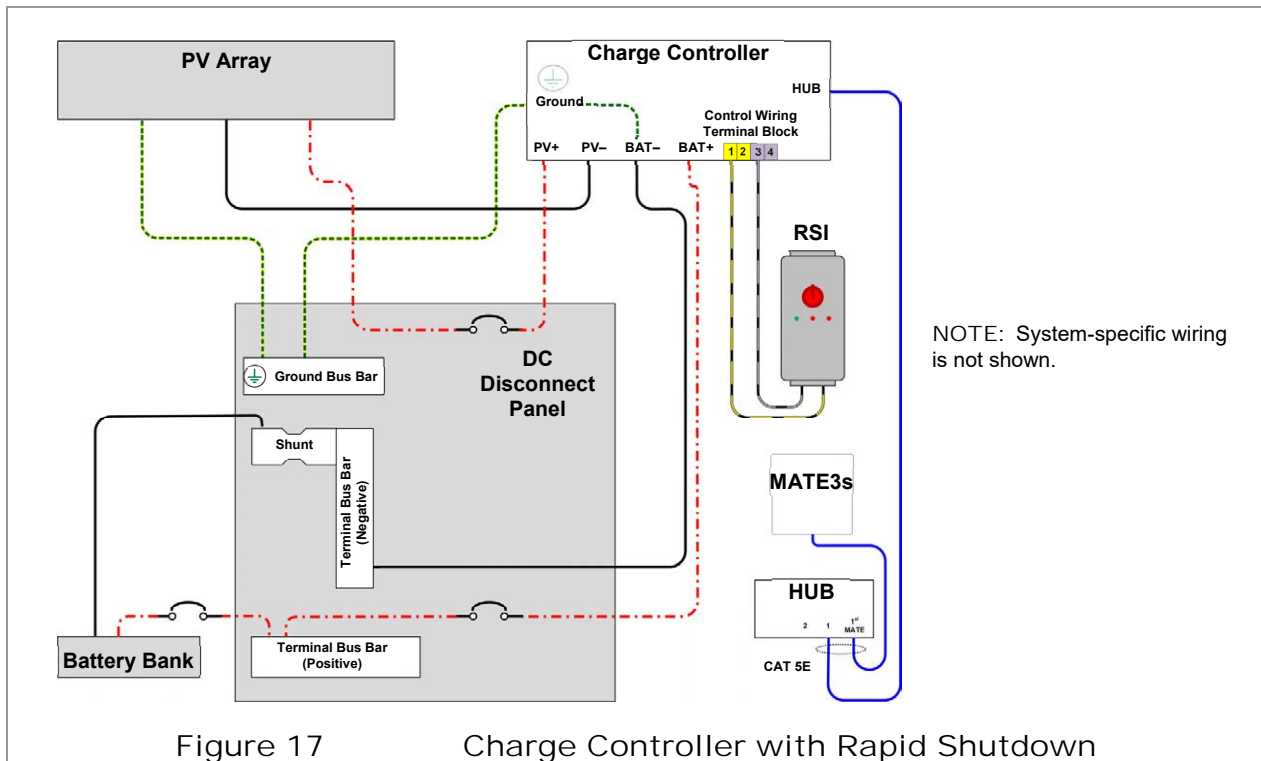 PV Array
Charge Controller
HUB
Ground
Control Wiring
Terminal Block
PV+ PV– BAT– BAT+ 1 2 3 4
RSI
NOTE: System-specific wiring
is not shown.
DC
Disconnect
Panel
Ground Bus Bar
Shunt
Terminal Bus Bar
(Negative)
MATE3s
HUB
2 1 1st
MATE
CAT 5E
Battery Bank
Terminal Bus Bar
(Positive)
Figure 17 Charge Controller with Rapid Shutdown